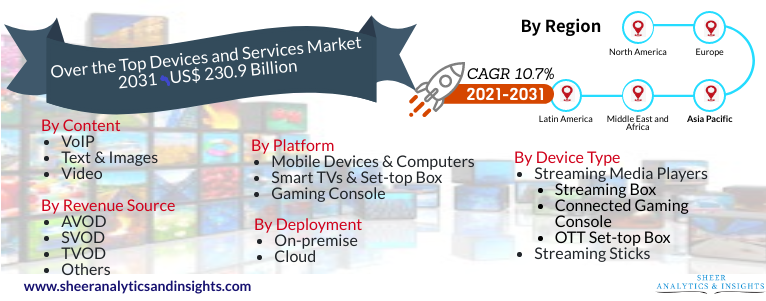 Over the Top Devices and Services Market
2031 US$ 230.9 Billion
By Region
North America
Europe
CAGR 10.7%
2021-2031
Latin America
Middle East and
Africa
Asia Pacific
By Content
• VoIP
• Text & Images
• Video
By Revenue Source
• AVOD
• SVOD
• TVOD
• Others
By Platform
• Mobile Devices & Computers
• Smart TVs & Set-top Box
• Gaming Console
By Deployment
• On-premise
• Cloud
By Device Type
• Streaming Media Players
• Streaming Box
• Connected Gaming
Console
• OTT Set-top Box
• Streaming Sticks
www.sheeranalyticsandinsights.com
SHEER
ANALYTICS & INSIGHTS